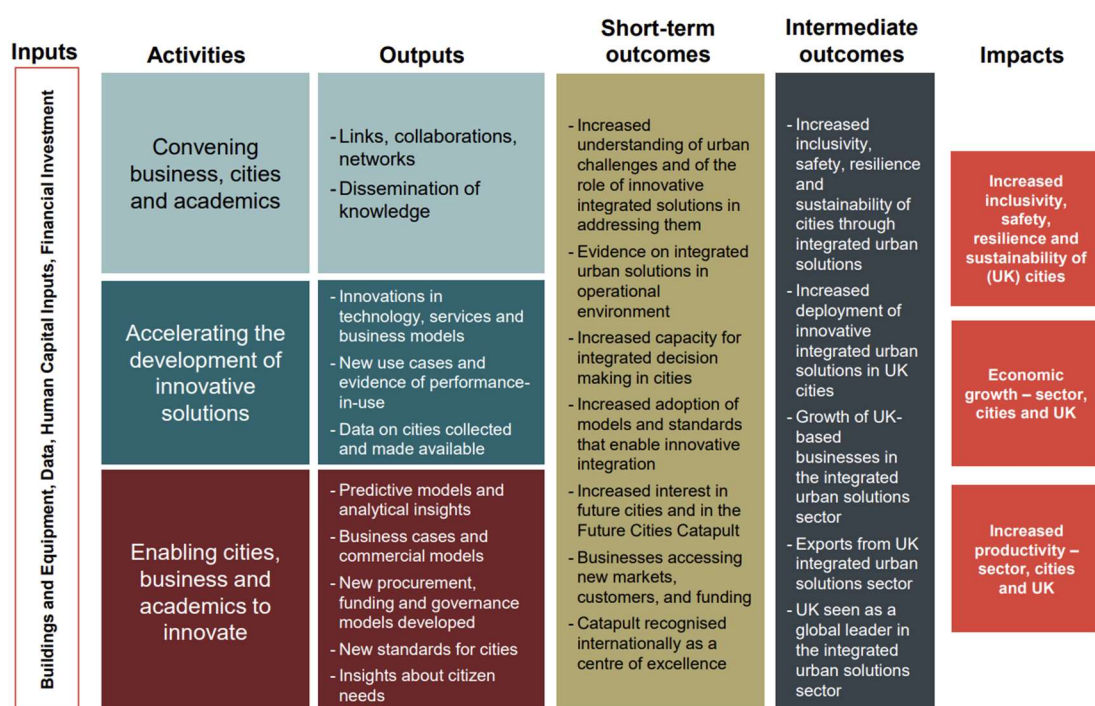 Inputs
Buildings and Equipment, Data, Human Capital Inputs, Financial Investment
Activities
Convening
business, cities
and academics
Accelerating the
development of
innovative
solutions
Enabling cities,
business and
academics to
innovate
Outputs
- Links, collaborations,
networks
- Dissemination of
knowledge
- Innovations in
technology, services and
business models
- New use cases and
evidence of performance-
in-use
- Data on cities collected
and made available
- Predictive models and
analytical insights
- Business cases and
commercial models
- New procurement,
funding and governance
models developed
- New standards for cities
- Insights about citizen
needs
Short-term
outcomes
- Increased
understanding of urban
challenges and of the
role of innovative
integrated solutions in
addressing them
- Evidence on integrated
urban solutions in
operational
environment
- Increased capacity for
integrated decision
making in cities
- Increased adoption of
models and standards
that enable innovative
integration
- Increased interest in
future cities and in the
Future Cities Catapult
- Businesses accessing
new markets,
customers, and funding
- Catapult recognised
internationally as a
centre of excellence
Intermediate
outcomes
- Increased
inclusivity,
safety, resilience
and
sustainability of
cities through
integrated urban
solutions
- Increased
deployment of
innovative
integrated urban
solutions in UK
cities
- Growth of UK-
based
businesses in
the integrated
urban solutions
sector
- Exports from UK
integrated urban
solutions sector
- UK seen as a
global leader in
the integrated
urban solutions
sector
Impacts
Increased
inclusivity,
safety,
resilience and
sustainability of
(UK) cities
Economic
growth – sector,
cities and UK
Increased
productivity –
sector, cities
and UK